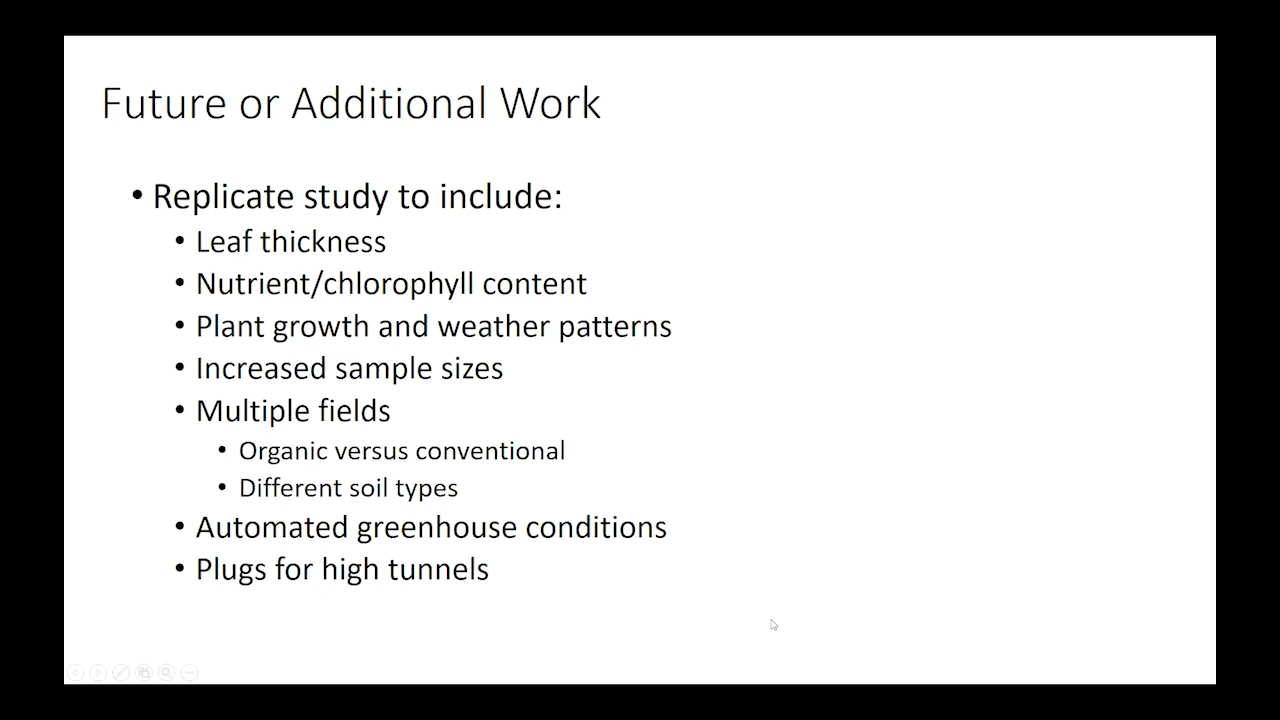 Future or Additional Work
• Replicate study to include:
• Leaf thickness
• Nutrient/chlorophyll content
• Plant growth and weather patterns
• Increased sample sizes
• Multiple fields
• Organic versus conventional
• Different soil types
• Automated greenhouse conditions
• Plugs for high tunnels